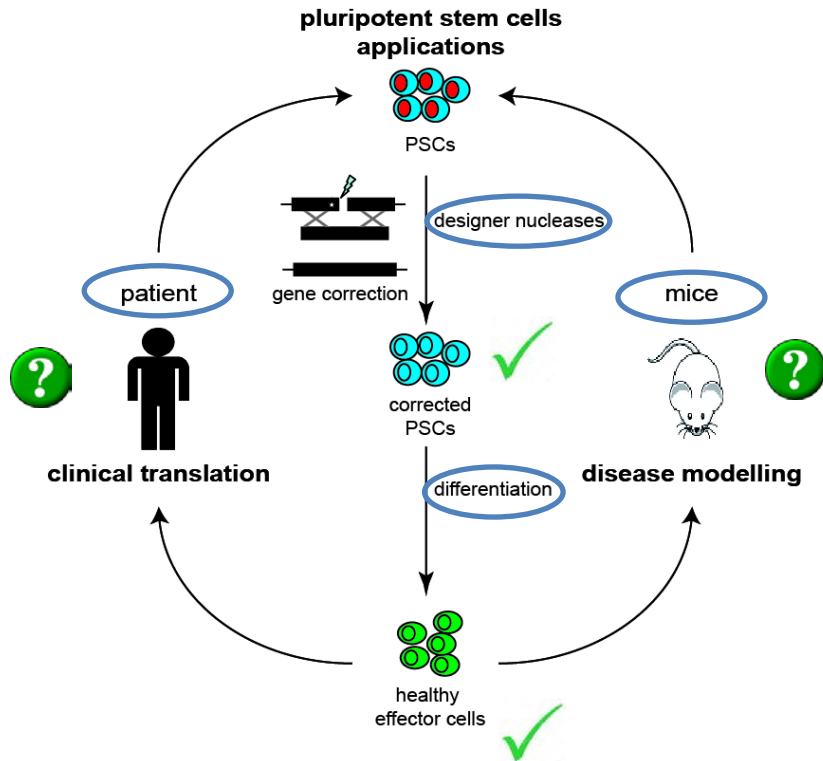 pluripotent stem cells
applications
PSCs
designer nucleases
gene correction
patient
mice
?
?
corrected
PSCs
clinical translation
disease modelling
differentiation
healthy
effector cells